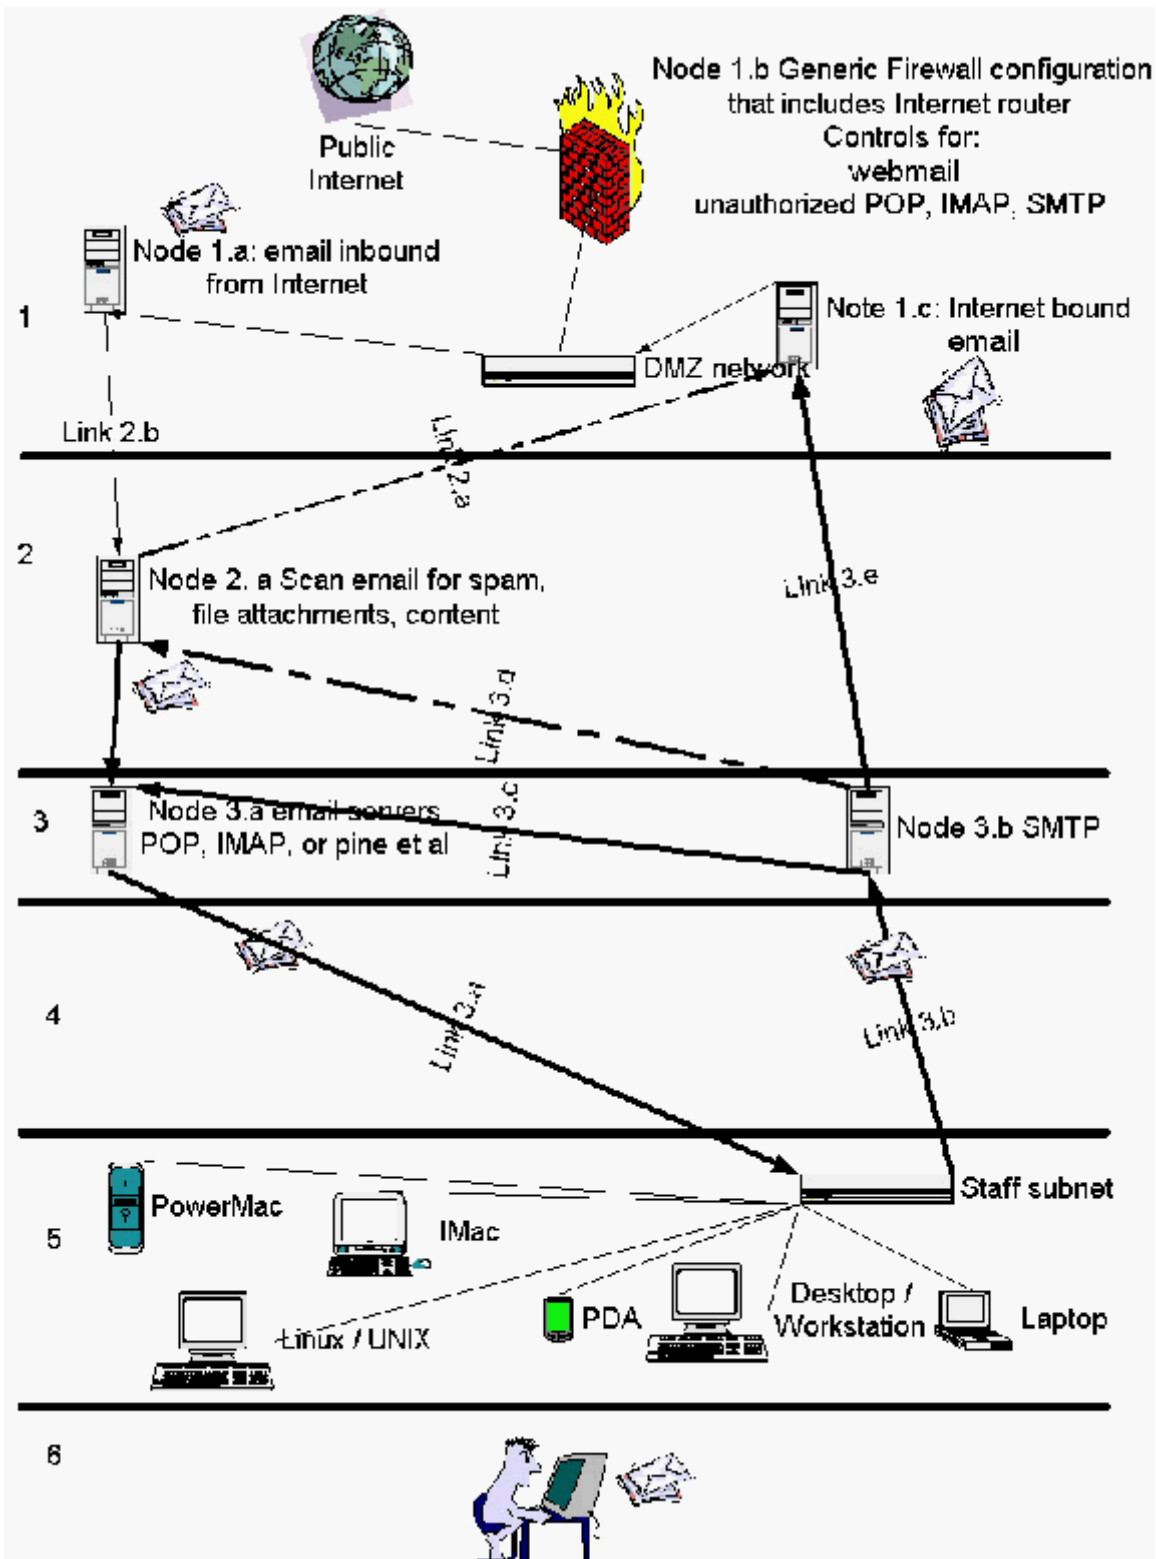 Public
Internet
Node 1.b Generic Firewall configuration
that includes Internet router
Controls for:
webmail
unauthorized POP, IMAP, SMTP
Node 1.a: email inbound
from Internet
1
Note 1.c: Internet bound
email
DMZ network
Link 2.b
Link 2.a
2
Node 2. a Scan email for spam,
file attachments, content
Link 3.e
Link 3.d
3
Node 3.a email servers
POP, IMAP, or pine et al
Link 3.c
Node 3.b SMTP
4
Link 3.b
5
PowerMac
IMac
Staff subnet
Linux / UNIX
PDA
Desktop /
Workstation
Laptop
6